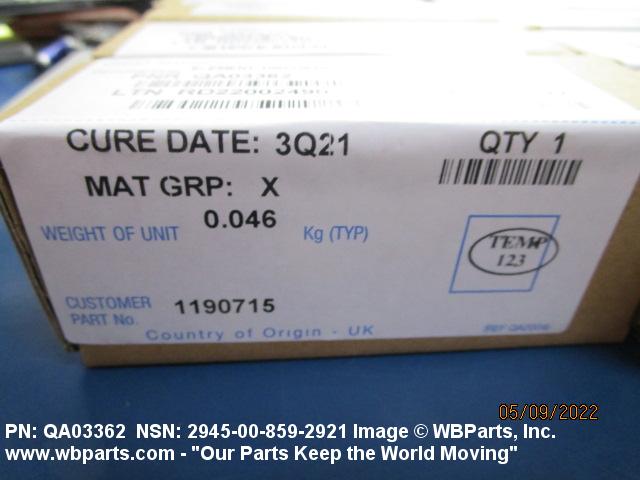 PNR QA03362
CURE DATE: 3Q21 QTY 1
MAT GRP: X
WEIGHT OF UNIT 0.046 Kg (TYP)
TEMP
123
CUSTOMER
PART No. 1190715
Country of Origin - UK
05/09/2022
PN: QA03362 NSN: 2945-00-859-2921 Image © WBParts, Inc.
www.wbparts.com - "Our Parts Keep the World Moving"